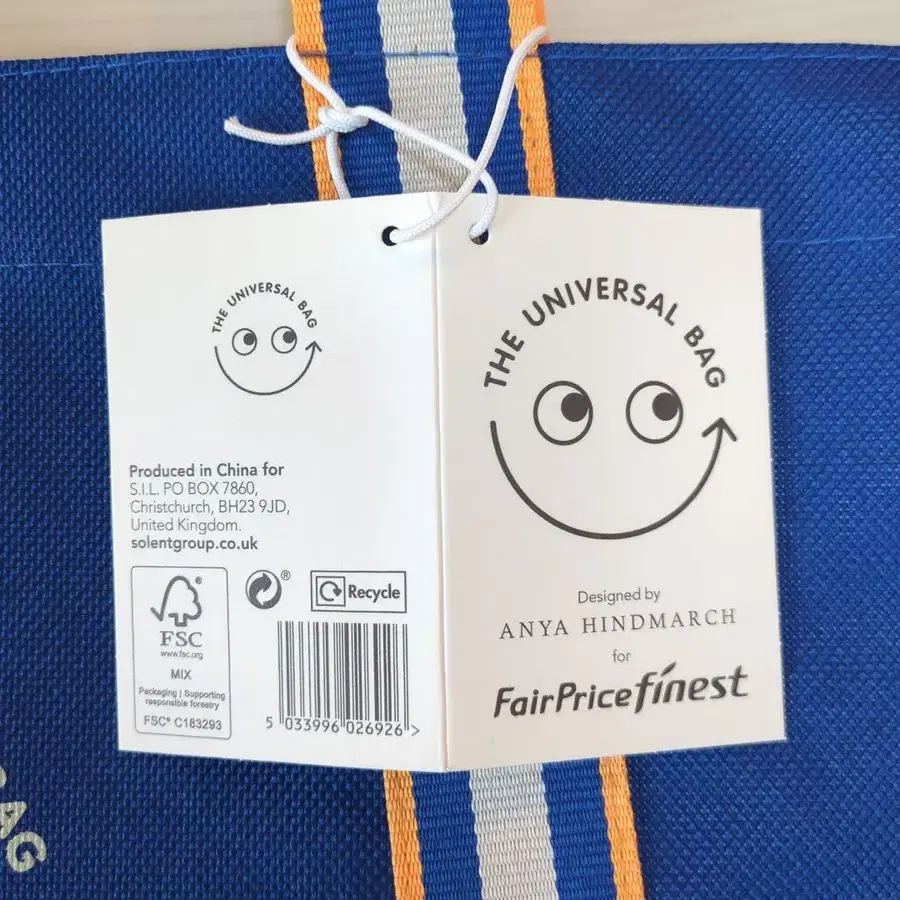 THE UNIVERSAL BAG
Produced in China for
S.I.L. PO BOX 7860,
Christchurch, BH23 9JD,
United Kingdom.
solentgroup.co.uk
FSC
www.fsc.org
MIX
Packaging | Supporting
responsible forestry
FSC® C183293
®
Recycle
5 033996 026926 >
THE UNIVERSAL BAG
Designed by
ANYA HINDMARCH
for
FairPrice finest
BAG